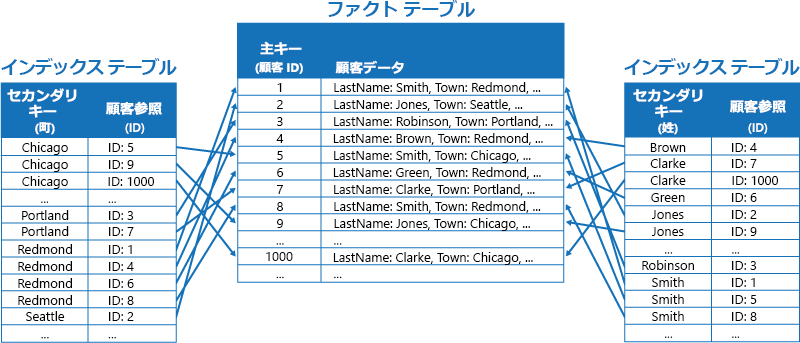 ファクト テーブル
インデックス テーブル
セカンダリ キー (町) 顧客参照 (ID)
Chicago ID: 5
Chicago ID: 9
Chicago ID: 1000
... ...
Portland ID: 3
Portland ID: 7
Redmond ID: 1
Redmond ID: 4
Redmond ID: 6
Redmond ID: 8
Seattle ID: 2
... ...
主キー (顧客 ID) 顧客データ
1 LastName: Smith, Town: Redmond, ...
2 LastName: Jones, Town: Seattle, ...
3 LastName: Robinson, Town: Portland, ...
4 LastName: Brown, Town: Redmond, ...
5 LastName: Smith, Town: Chicago, ...
6 LastName: Green, Town: Redmond, ...
7 LastName: Clarke, Town: Portland, ...
8 LastName: Smith, Town: Redmond, ...
9 LastName: Jones, Town: Chicago, ...
... ...
1000 LastName: Clarke, Town: Chicago, ...
... ...
インデックス テーブル
セカンダリ キー (姓) 顧客参照 (ID)
Brown ID: 4
Clarke ID: 7
Clarke ID: 1000
Green ID: 6
Jones ID: 2
Jones ID: 9
... ...
Robinson ID: 3
Smith ID: 1
Smith ID: 5
Smith ID: 8
... ...